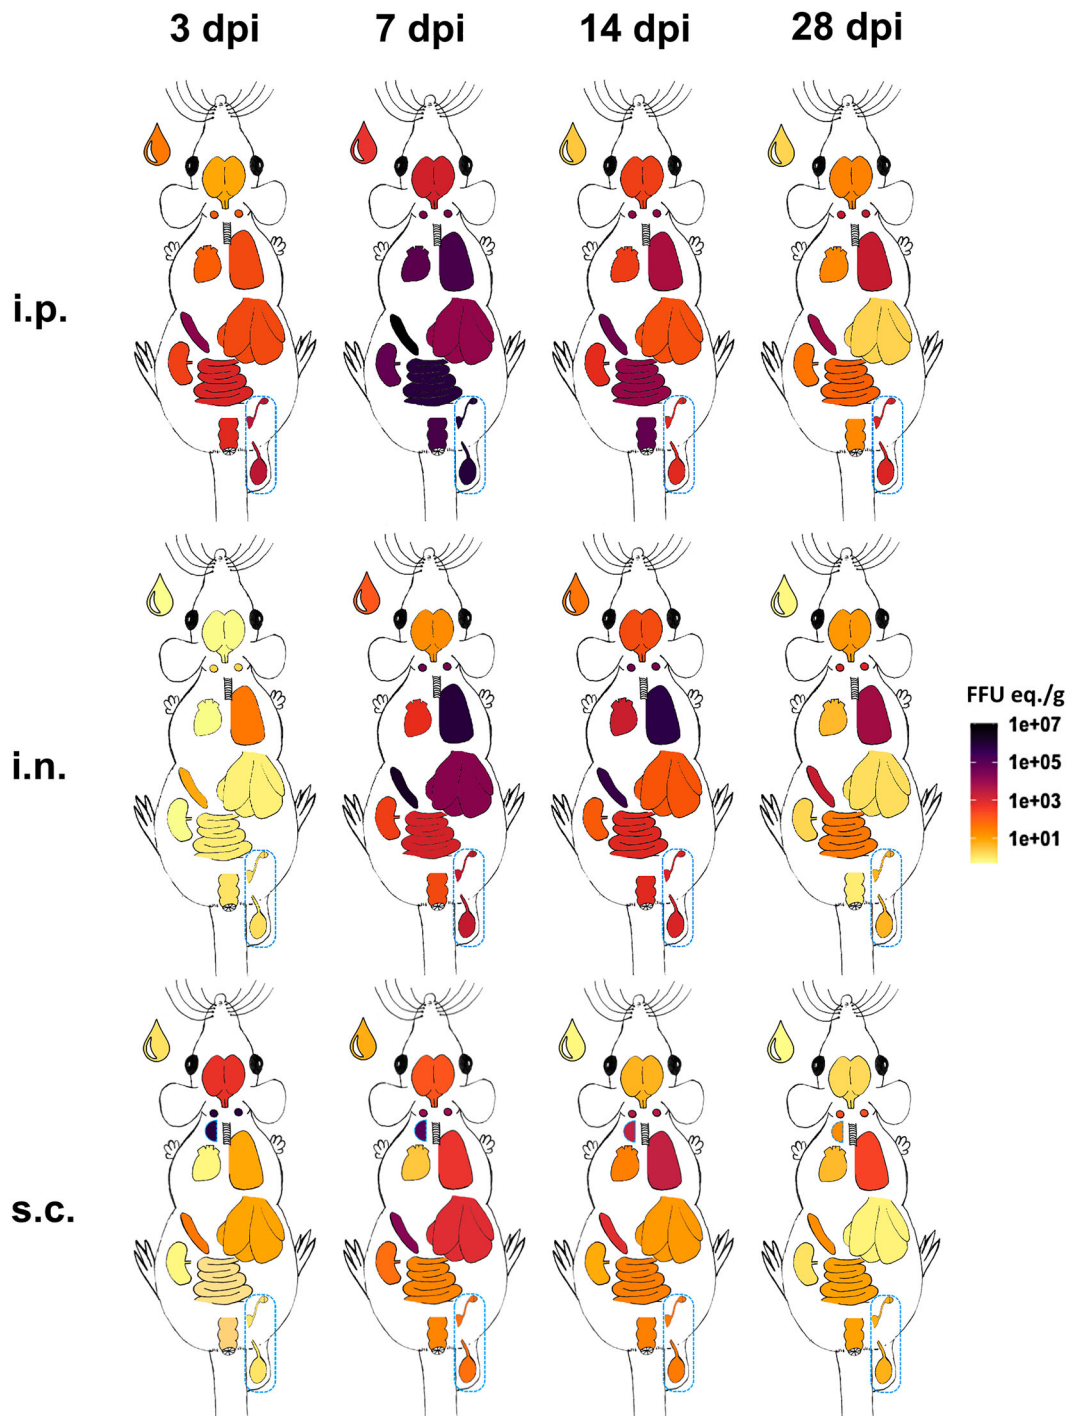 3 dpi 7 dpi 14 dpi 28 dpi
i.p.
i.n.
FFU eq./g
1e+07
1e+05
1e+03
1e+01
s.c.